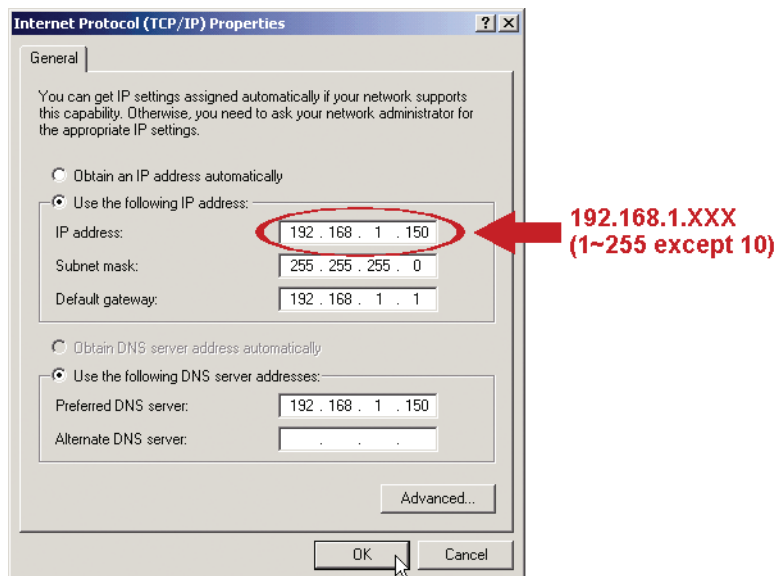 Internet Protocol (TCP/IP) Properties
General
You can get IP settings assigned automatically if your network supports
this capability. Otherwise, you need to ask your network administrator for
the appropriate IP settings.
Obtain an IP address automatically
Use the following IP address:
IP address: 192 . 168 . 1 . 150
192.168.1.XXX
(1~255 except 10)
Subnet mask: 255 . 255 . 255 . 0
Default gateway: 192 . 168 . 1 . 1
Obtain DNS server address automatically
Use the following DNS server addresses:
Preferred DNS server: 192 . 168 . 1 . 150
Alternate DNS server: . . .
Advanced...
OK Cancel